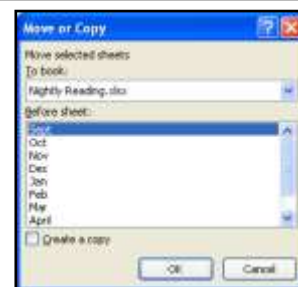 Move or Copy
Move selected sheets
To book:
Nightly Reading.xlsx
Before sheet:
Sept
Oct
Nov
Dec
Jan
Feb
Mar
April
Create a copy
OK
Cancel